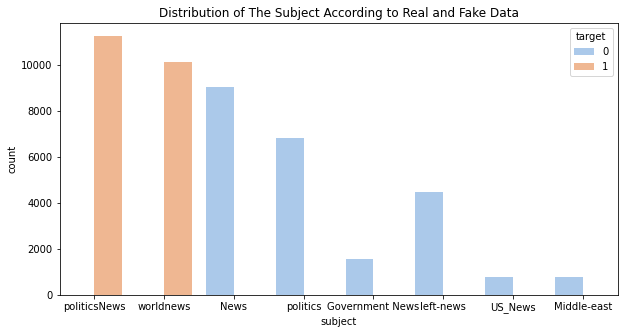 Distribution of The Subject According to Real and Fake Data
target
0
1
10000
8000
6000
4000
2000
0
count
politicsNews worldnews News politics Government News left-news US_News Middle-east
subject